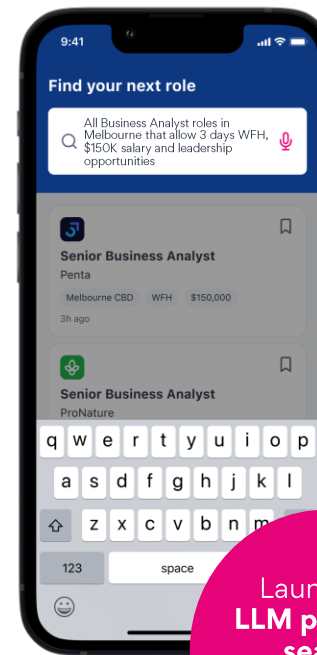 9:41
Find your next role
All Business Analyst roles in
Melbourne that allow 3 days WFH,
$150K salary and leadership
opportunities
Senior Business Analyst
Penta
Melbourne CBD WFH $150,000
3h ago
Senior Business Analyst
ProNature
q w e r t y u i o p
a s d f g h j k l
z x c v b n m
123 space
LLM